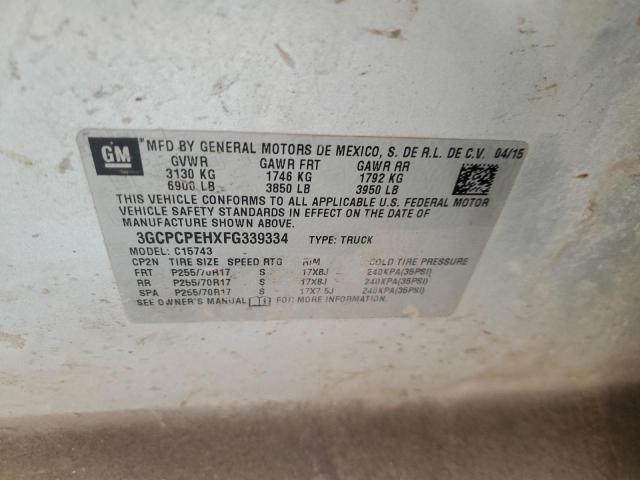 GM
MFD BY GENERAL MOTORS DE MEXICO, S. DE R.L. DE C.V. 04/15
GVWR GAWR FRT GAWR RR
3130 KG 1746 KG 1792 KG
6900 LB 3850 LB 3950 LB
THIS VEHICLE CONFORMS TO ALL APPLICABLE U.S. FEDERAL MOTOR
VEHICLE SAFETY STANDARDS IN EFFECT ON THE DATE OF
MANUFACTURE SHOWN ABOVE.
3GCPCPEHXFG339334 TYPE: TRUCK
MODEL: C15743
CP2N TIRE SIZE SPEED RTG RIM COLD TIRE PRESSURE
FRT P255/70R17 S 17X8J 240KPA(35PSI)
RR P255/70R17 S 17X8J 240KPA(35PSI)
SPA P265/70R17 S 17X7.5J 240KPA(35PSI)
SEE OWNER'S MANUAL FOR MORE INFORMATION.